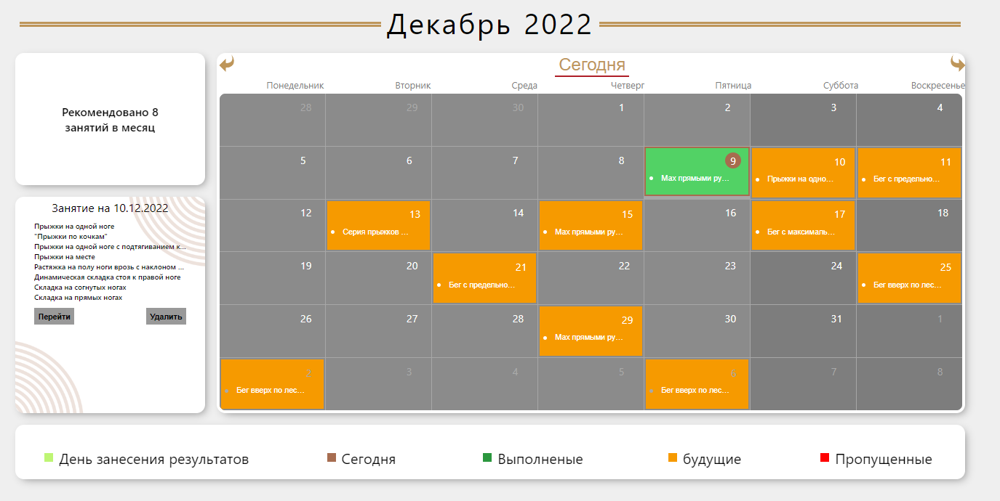 Декабрь 2022
Рекомендовано 8
занятий в месяц
Занятие на 10.12.2022
Прыжки на одной ноге
"Прыжки по кочкам"
Прыжки на одной ноге с подтягиванием к...
Прыжки на месте
Растяжка на полу ноги врозь с наклоном ...
Динамическая складка стоя к правой ноге
Складка на согнутых ногах
Складка на прямых ногах
Перейти Удалить
Сегодня
Понедельник Вторник Среда Четверг Пятница Суббота Воскресенье
28 29 30 1 2 3 4
5 6 7 8 9 10 11
Мах прямыми ру... Прыжки на одно... Бег с предельно...
12 13 14 15 16 17 18
Серия прыжков ... Мах прямыми ру... Бег с максималь...
19 20 21 22 23 24 25
Бег с предельно... Бег вверх по лес...
26 27 28 29 30 31 1
Мах прямыми ру...
2 3 4 5 6 7 8
Бег вверх по лес... Бег вверх по лес...
День занесения результатов Сегодня Выполненые будущие Пропущенные